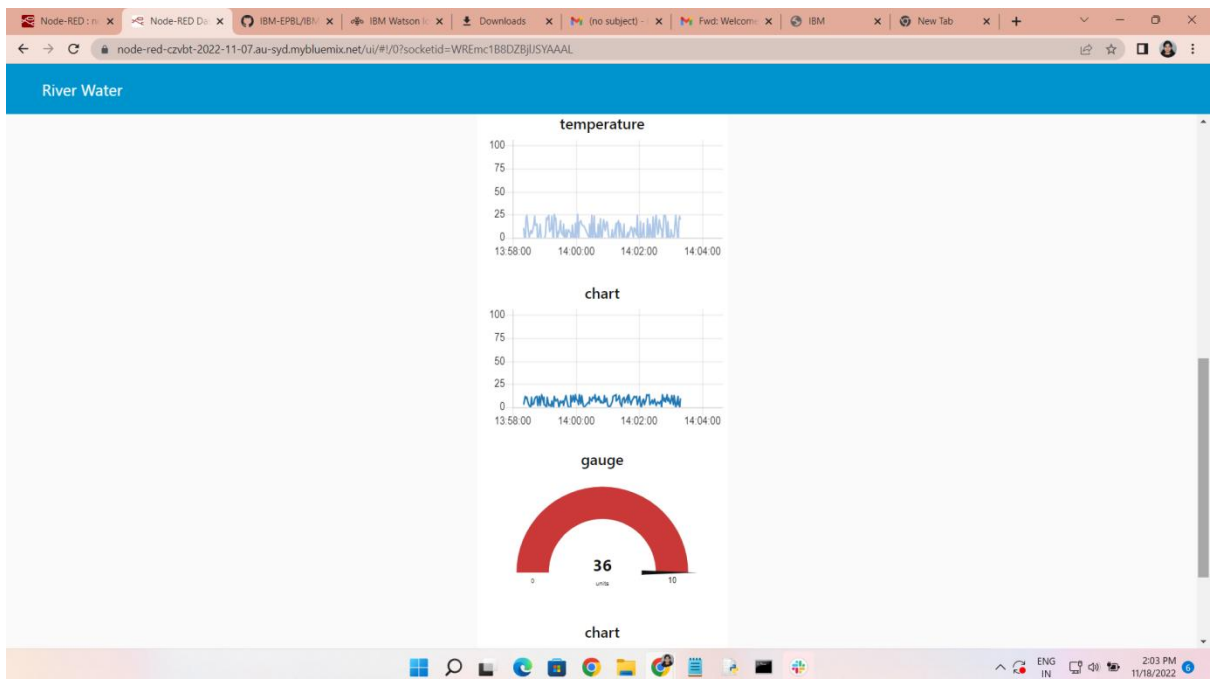 Node-RED : n
Node-RED Da
IBM-EPBL/IBM
IBM Watson Io
Downloads
(no subject) -
Fwd: Welcome
IBM
New Tab
node-red-czvbt-2022-11-07.au-syd.mybluemix.net/ui/#!/0?socketid=WREmc1B8DZBjUSYAAAL
River Water
temperature
100
75
50
25
0
13:58:00 14:00:00 14:02:00 14:04:00
chart
100
75
50
25
0
13:58:00 14:00:00 14:02:00 14:04:00
gauge
36
0 units 10
chart
ENG
IN
2:03 PM
11/18/2022
6